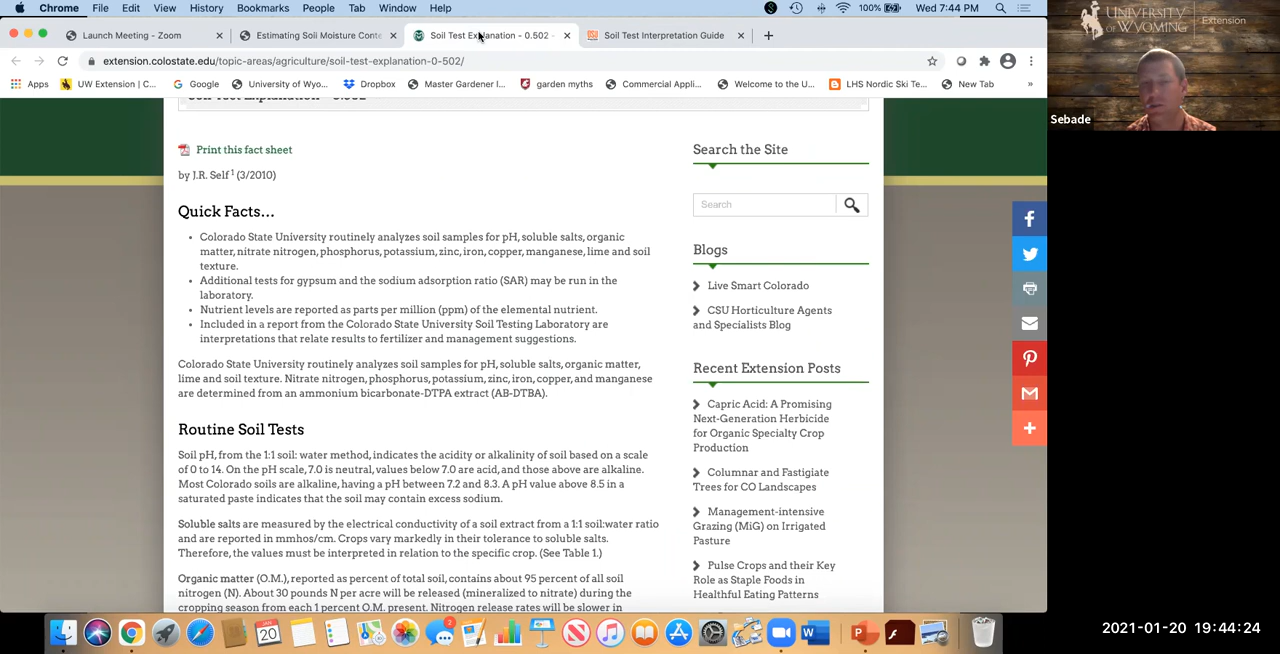 Chrome File Edit View History Bookmarks People Tab Window Help 100% Wed 7:44 PM
Launch Meeting - Zoom
Estimating Soil Moisture Conte
Soil Test Explanation - 0.502 -
Soil Test Interpretation Guide
extension.colostate.edu/topic-areas/agriculture/soil-test-explanation-0-502/
Apps UW Extension | C... Google University of Wyo... Dropbox Master Gardener I... garden myths Commercial Appli... Welcome to the U... LHS Nordic Ski Te... New Tab »
UNIVERSITY OF WYOMING Extension
Sebade
Soil Test Explanation - 0.502
Print this fact sheet
by J.R. Self 1 (3/2010)
Quick Facts…
Colorado State University routinely analyzes soil samples for pH, soluble salts, organic
matter, nitrate nitrogen, phosphorus, potassium, zinc, iron, copper, manganese, lime and soil
texture.
Additional tests for gypsum and the sodium adsorption ratio (SAR) may be run in the
laboratory.
Nutrient levels are reported as parts per million (ppm) of the elemental nutrient.
Included in a report from the Colorado State University Soil Testing Laboratory are
interpretations that relate results to fertilizer and management suggestions.
Colorado State University routinely analyzes soil samples for pH, soluble salts, organic matter,
lime and soil texture. Nitrate nitrogen, phosphorus, potassium, zinc, iron, copper, and manganese
are determined from an ammonium bicarbonate-DTPA extract (AB-DTBA).
Routine Soil Tests
Soil pH, from the 1:1 soil: water method, indicates the acidity or alkalinity of soil based on a scale
of 0 to 14. On the pH scale, 7.0 is neutral, values below 7.0 are acid, and those above are alkaline.
Most Colorado soils are alkaline, having a pH between 7.2 and 8.3. A pH value above 8.5 in a
saturated paste indicates that the soil may contain excess sodium.
Soluble salts are measured by the electrical conductivity of a soil extract from a 1:1 soil:water ratio
and are reported in mmhos/cm. Crops vary markedly in their tolerance to soluble salts.
Therefore, the values must be interpreted in relation to the specific crop. (See Table 1.)
Organic matter (O.M.), reported as percent of total soil, contains about 95 percent of all soil
nitrogen (N). About 30 pounds N per acre will be released (mineralized to nitrate) during the
cropping season from each 1 percent O.M. present. Nitrogen release rates will be slower in
Search the Site
Search
Blogs
Live Smart Colorado
CSU Horticulture Agents
and Specialists Blog
Recent Extension Posts
Capric Acid: A Promising
Next-Generation Herbicide
for Organic Specialty Crop
Production
Columnar and Fastigiate
Trees for CO Landscapes
Management-intensive
Grazing (MiG) on Irrigated
Pasture
Pulse Crops and their Key
Role as Staple Foods in
Healthful Eating Patterns
JAN
20
2
2021-01-20 19:44:24